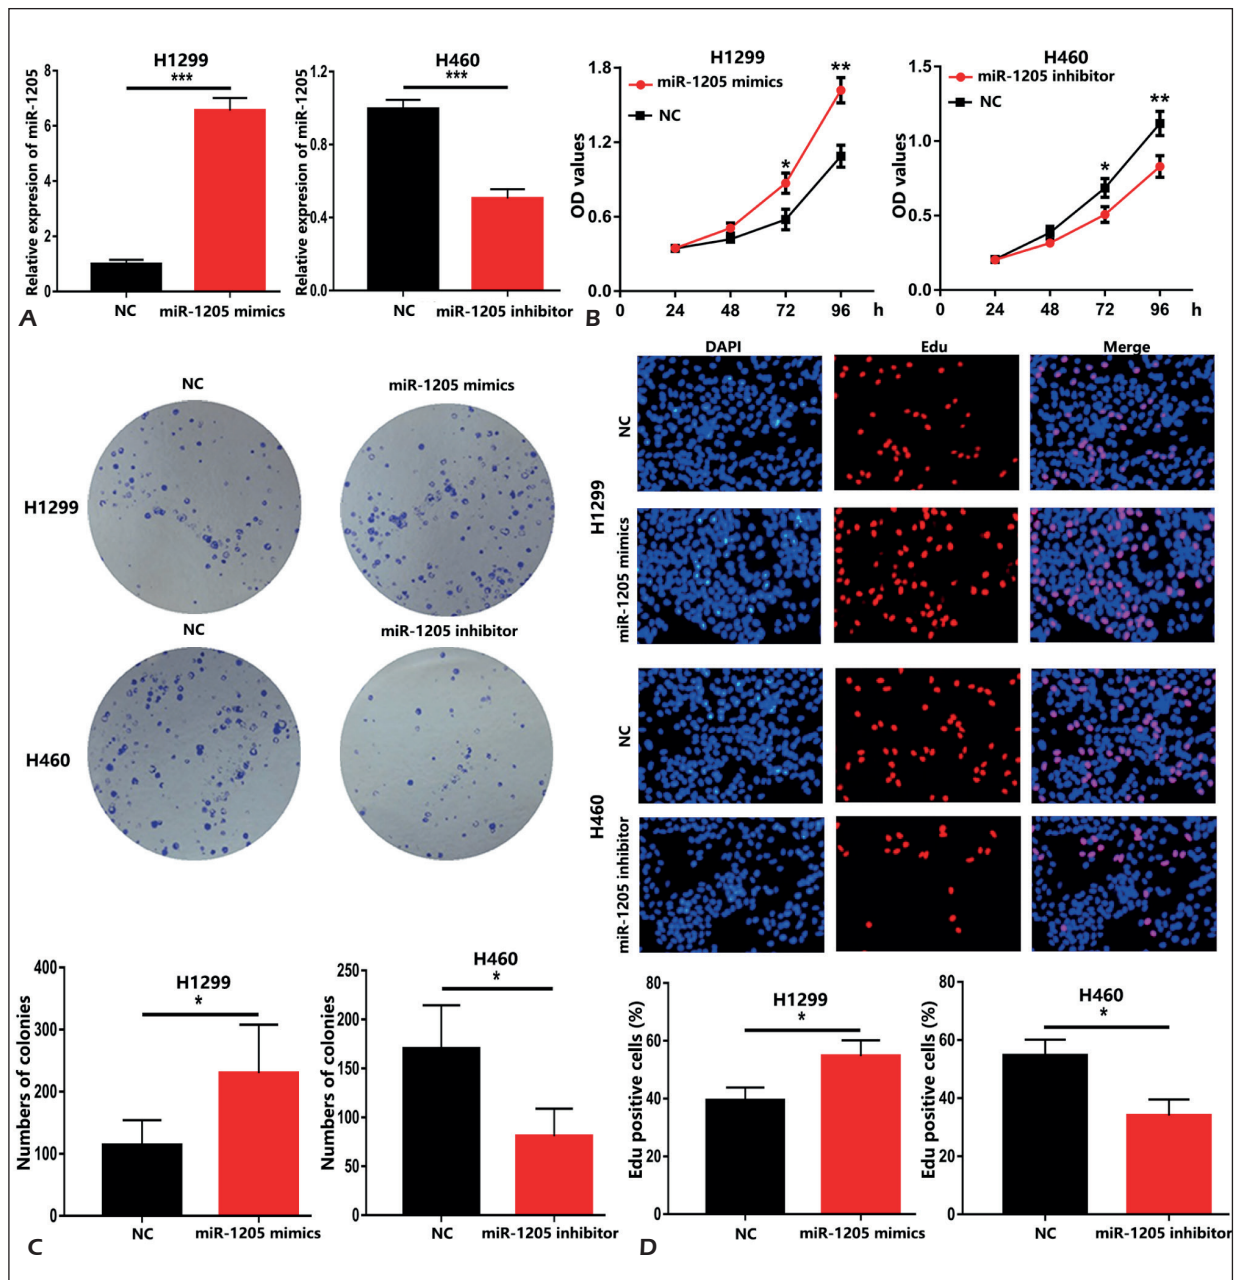 H1299
***
Relative expresion of miR-1205
8
6
4
2
0
NC
miR-1205 mimics
H460
***
Relative expresion of miR-1205
1.2
0.8
0.4
0.0
NC
miR-1205 inhibitor
A
H1299
miR-1205 mimics
NC
**
*
OD values
1.8
1.2
0.6
0.0
0 24 48 72 96 h
H460
miR-1205 inhibitor
NC
**
*
OD values
1.5
1.0
0.5
0.0
0 24 48 72 96 h
B
NC
miR-1205 mimics
H1299
NC
miR-1205 inhibitor
H460
H1299
*
Numbers of colonies
400
300
200
100
0
NC
miR-1205 mimics
H460
*
Numbers of colonies
250
200
150
100
50
0
NC
miR-1205 inhibitor
C
DAPI Edu Merge
H1299
NC
miR-1205 mimics
H460
NC
miR-1205 inhibitor
H1299
*
Edu positive cells (%)
80
60
40
20
0
NC
miR-1205 mimics
H460
*
Edu positive cells (%)
80
60
40
20
0
NC
miR-1205 inhibitor
D